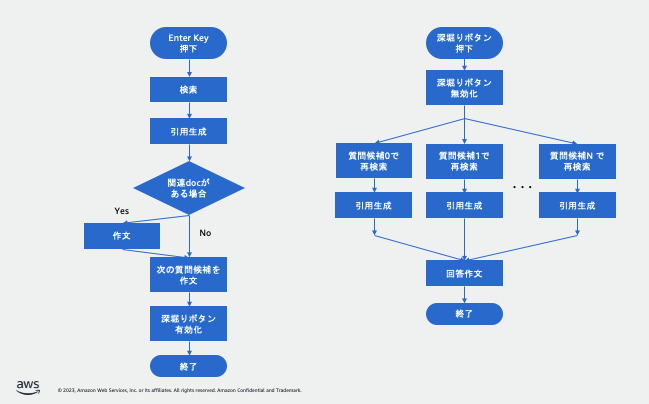 Enter Key
押下
検索
引用生成
関連docが
ある場合
Yes
No
作文
次の質問候補を
作文
深堀りボタン
有効化
終了
深堀りボタン
押下
深堀りボタン
無効化
質問候補0で
再検索
質問候補1で
再検索
質問候補N で
再検索
引用生成
引用生成
・・・
引用生成
回答作文
終了
aws
© 2023, Amazon Web Services, Inc. or its affiliates. All rights reserved. Amazon Confidential and Trademark.